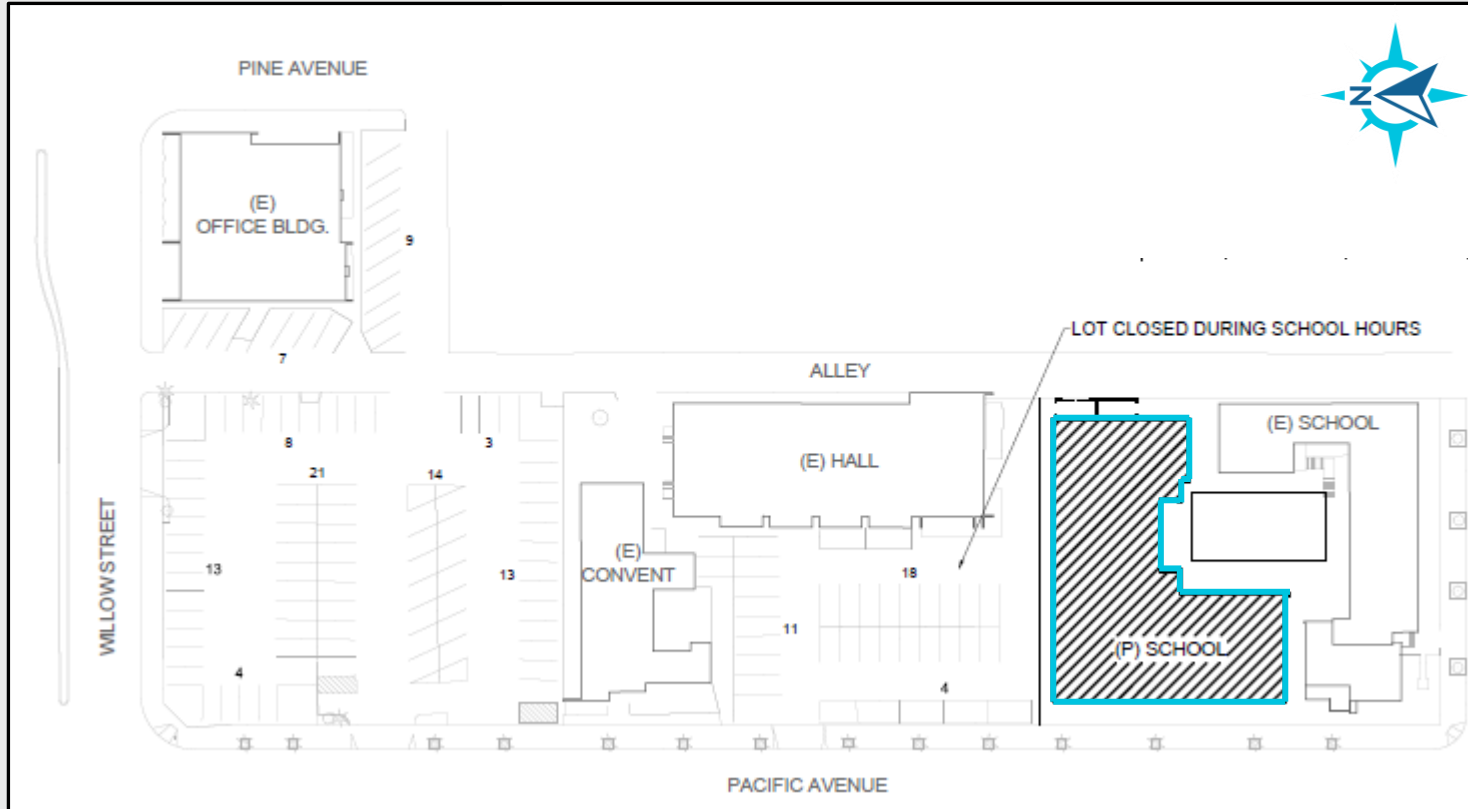 PINE AVENUE
N
(E)
OFFICE BLDG.
9
LOT CLOSED DURING SCHOOL HOURS
7
ALLEY
(E) SCHOOL
8
3
(E) HALL
21
14
WILLOW STREET
(E)
CONVENT
13
13
18
11
(P) SCHOOL
4
4
PACIFIC AVENUE